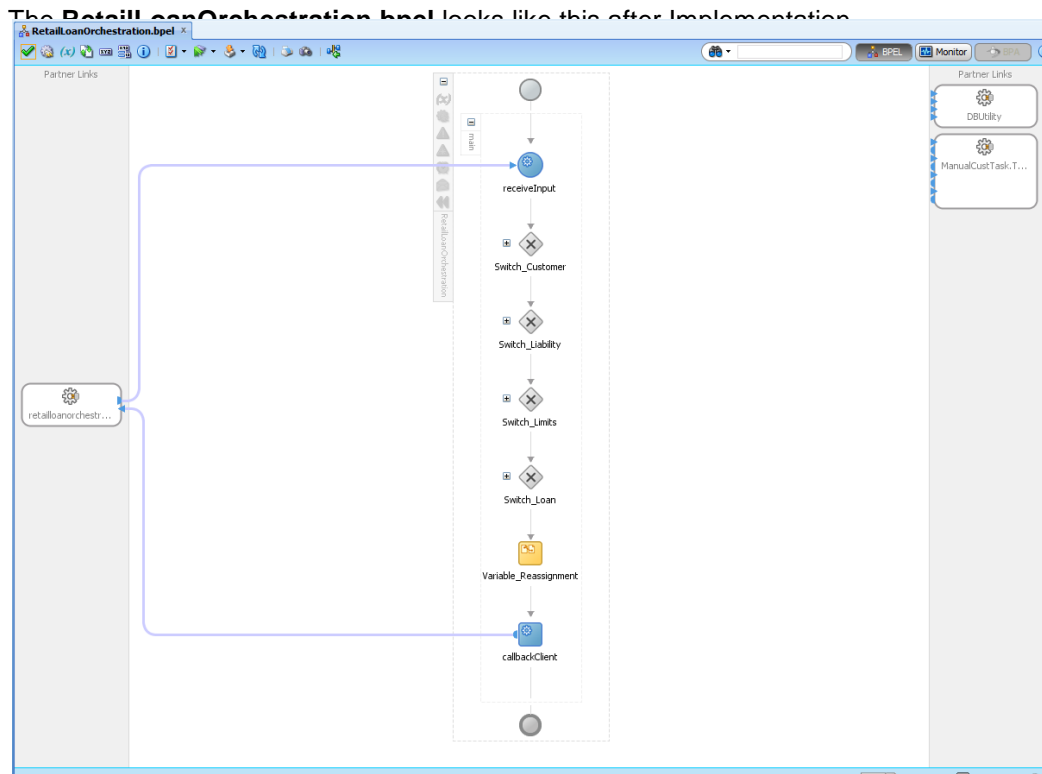 The RetailLoanOrchestration.bpel looks like this after Implementation
RetailLoanOrchestration.bpel
BPEL
Monitor
BPA
Partner Links
Partner Links
DBUtility
ManualCustTask.T...
main
receiveInput
RetailLoanOrchestration
Switch_Customer
Switch_Liability
retailloanorchestr...
Switch_Limits
Switch_Loan
Variable_Reassignment
callbackClient